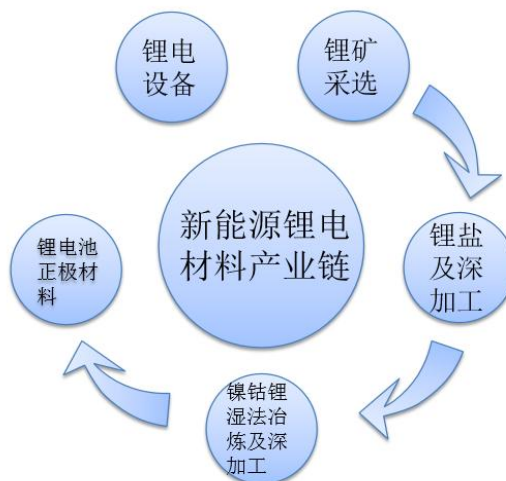 锂电
设备
锂矿
采选
新能源锂电
材料产业链
锂盐
及深
加工
锂电池
正极材
料
镍钴锂
湿法冶
炼及深
加工